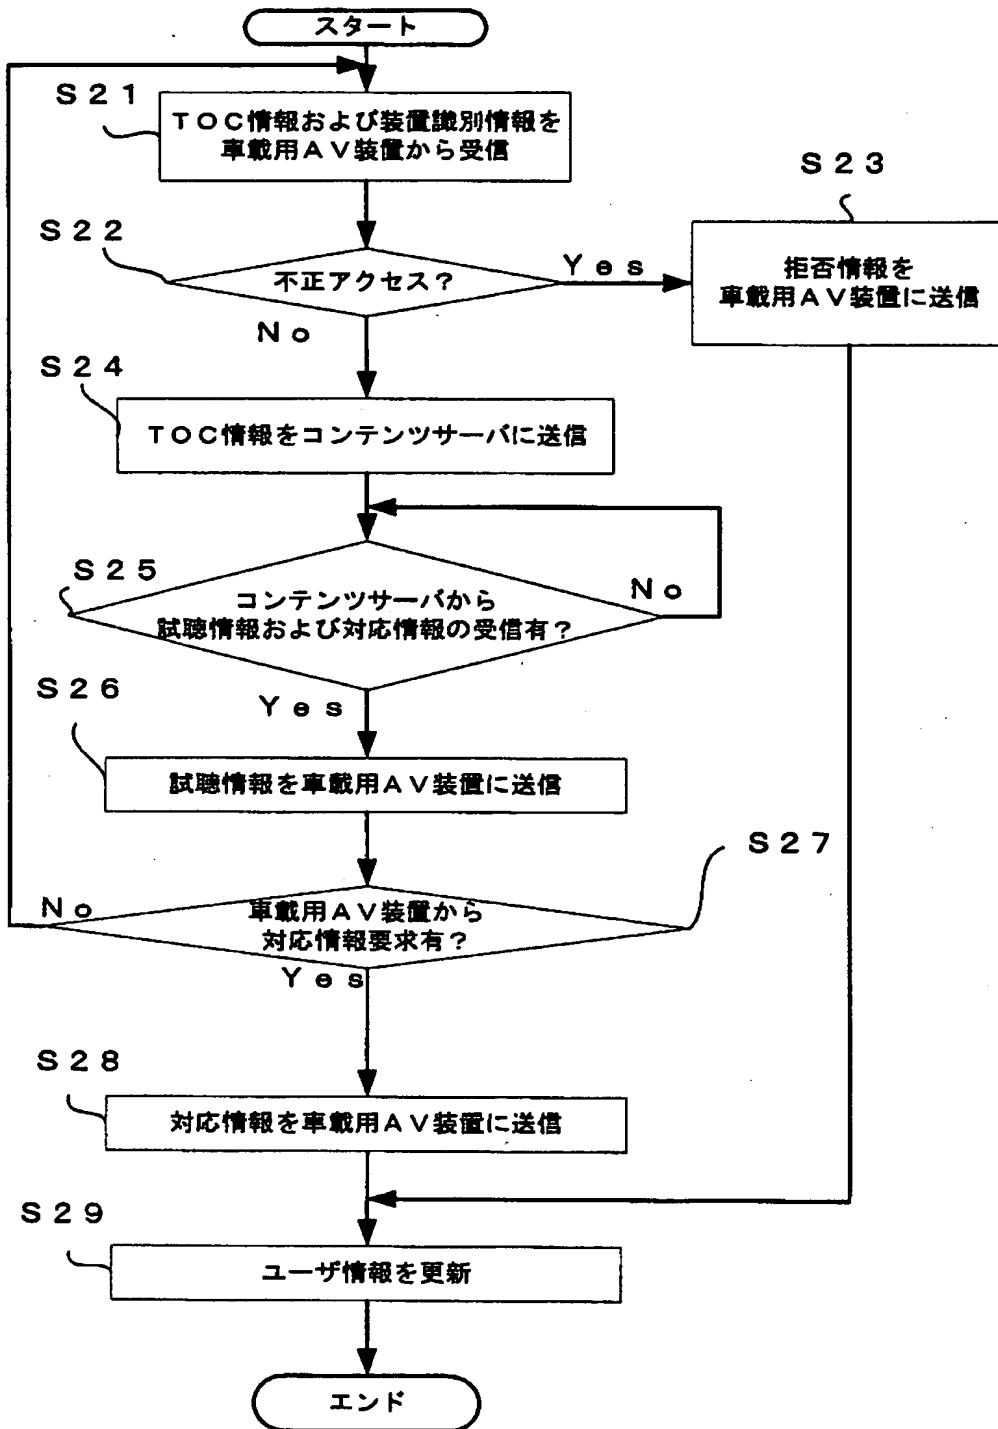 スタート
S21
TOC情報および装置識別情報を
車載用AV装置から受信
S22
不正アクセス?
Yes
No
S23
拒否情報を
車載用AV装置に送信
S24
TOC情報をコンテンツサーバに送信
S25
コンテンツサーバから
試聴情報および対応情報の受信有?
No
Yes
S26
試聴情報を車載用AV装置に送信
S27
車載用AV装置から
対応情報要求有?
No
Yes
S28
対応情報を車載用AV装置に送信
S29
ユーザ情報を更新
エンド